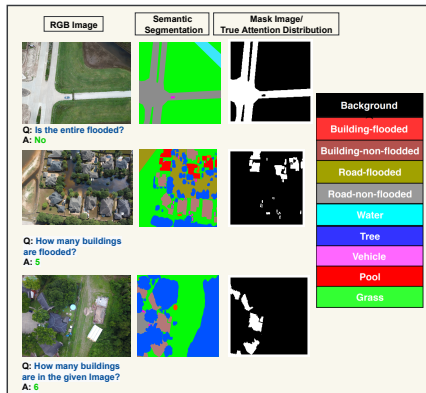 RGB Image
Semantic
Segmentation
Mask Image/
True Attention Distribution
Q: Is the entire flooded?
A: No
Q: How many buildings
are flooded?
A: 5
Q: How many buildings
are in the given Image?
A: 6
Background
Building-flooded
Building-non-flodded
Road-flooded
Road-non-flooded
Water
Tree
Vehicle
Pool
Grass